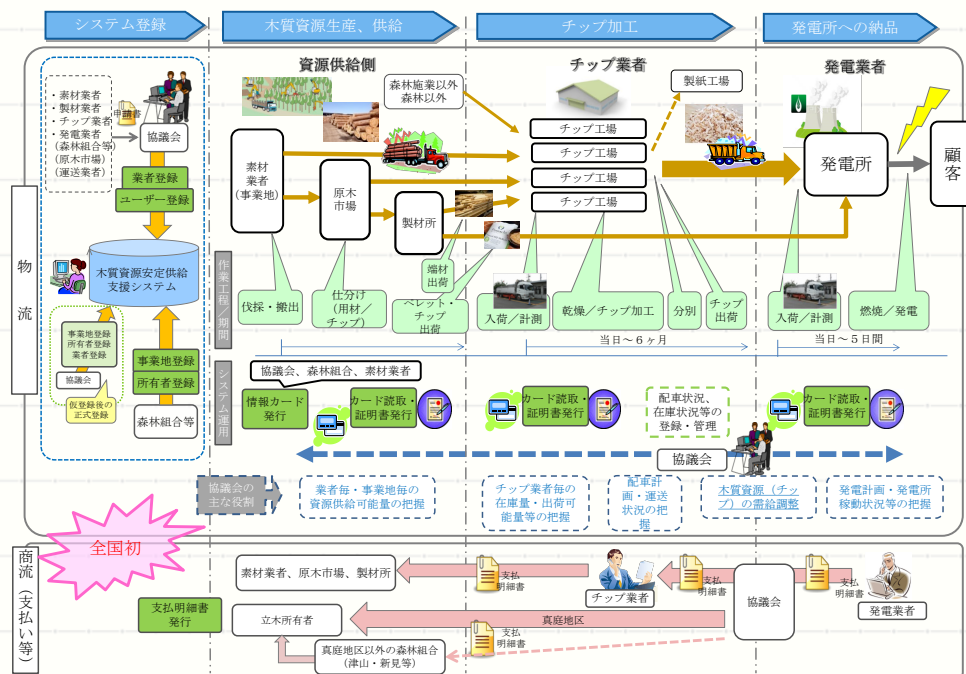 システム登録
木質資源生産、供給
チップ加工
発電所への納品
・素材業者
・製材業者
・チップ業者
・発電業者
(森林組合等)
(原木市場)
(運送業者)
申請書
協議会
業者登録
ユーザー登録
木質資源安定供給
支援システム
事業地登録
所有者登録
業者登録
協議会
仮登録後の
正式登録
事業地登録
所有者登録
森林組合等
物流
資源供給側
素材
業者
(事業地)
原木
市場
製材所
森林施業以外
森林以外
チップ業者
製紙工場
チップ工場
チップ工場
チップ工場
チップ工場
発電業者
発電所
顧客
作業工程/期間
伐採・搬出
仕分け
(用材/
チップ)
端材
出荷
ペレット・
チップ
出荷
入荷/計測
乾燥/チップ加工
分別
チップ
出荷
入荷/計測
燃焼/発電
当日~6ヶ月
当日~5日間
システム運用
協議会、森林組合、素材業者
情報カード
発行
カード読取・
証明書発行
カード読取・
証明書発行
配車状況、
在庫状況等の
登録・管理
カード読取・
証明書発行
協議会
協議会の
主な役割
業者毎・事業地毎の
資源供給可能量の把握
チップ業者毎の
在庫量・出荷可
能量等の把握
配車計
画・運送
状況の把
握
木質資源(チッ
プ)の需給調整
発電計画・発電所
稼動状況等の把握
全国初
商流(支払い等)
素材業者、原木市場、製材所
支払
明細書
チップ業者
支払
明細書
協議会
支払
明細書
発電業者
支払明細書
発行
立木所有者
真庭地区
支払
明細書
真庭地区以外の森林組合
(津山・新見等)